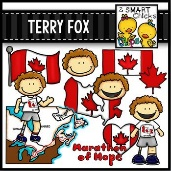 TERRY FOX
2 SMART
Chicks
Marathon
of Hope